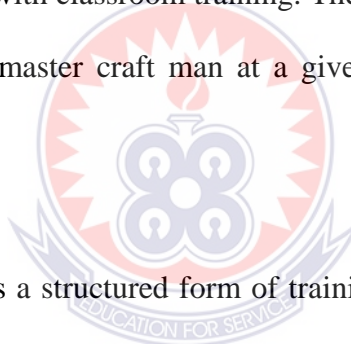 with classroom training. The
master craft man at a give
s a structured form of traini
EDUCATION FOR SERVICE